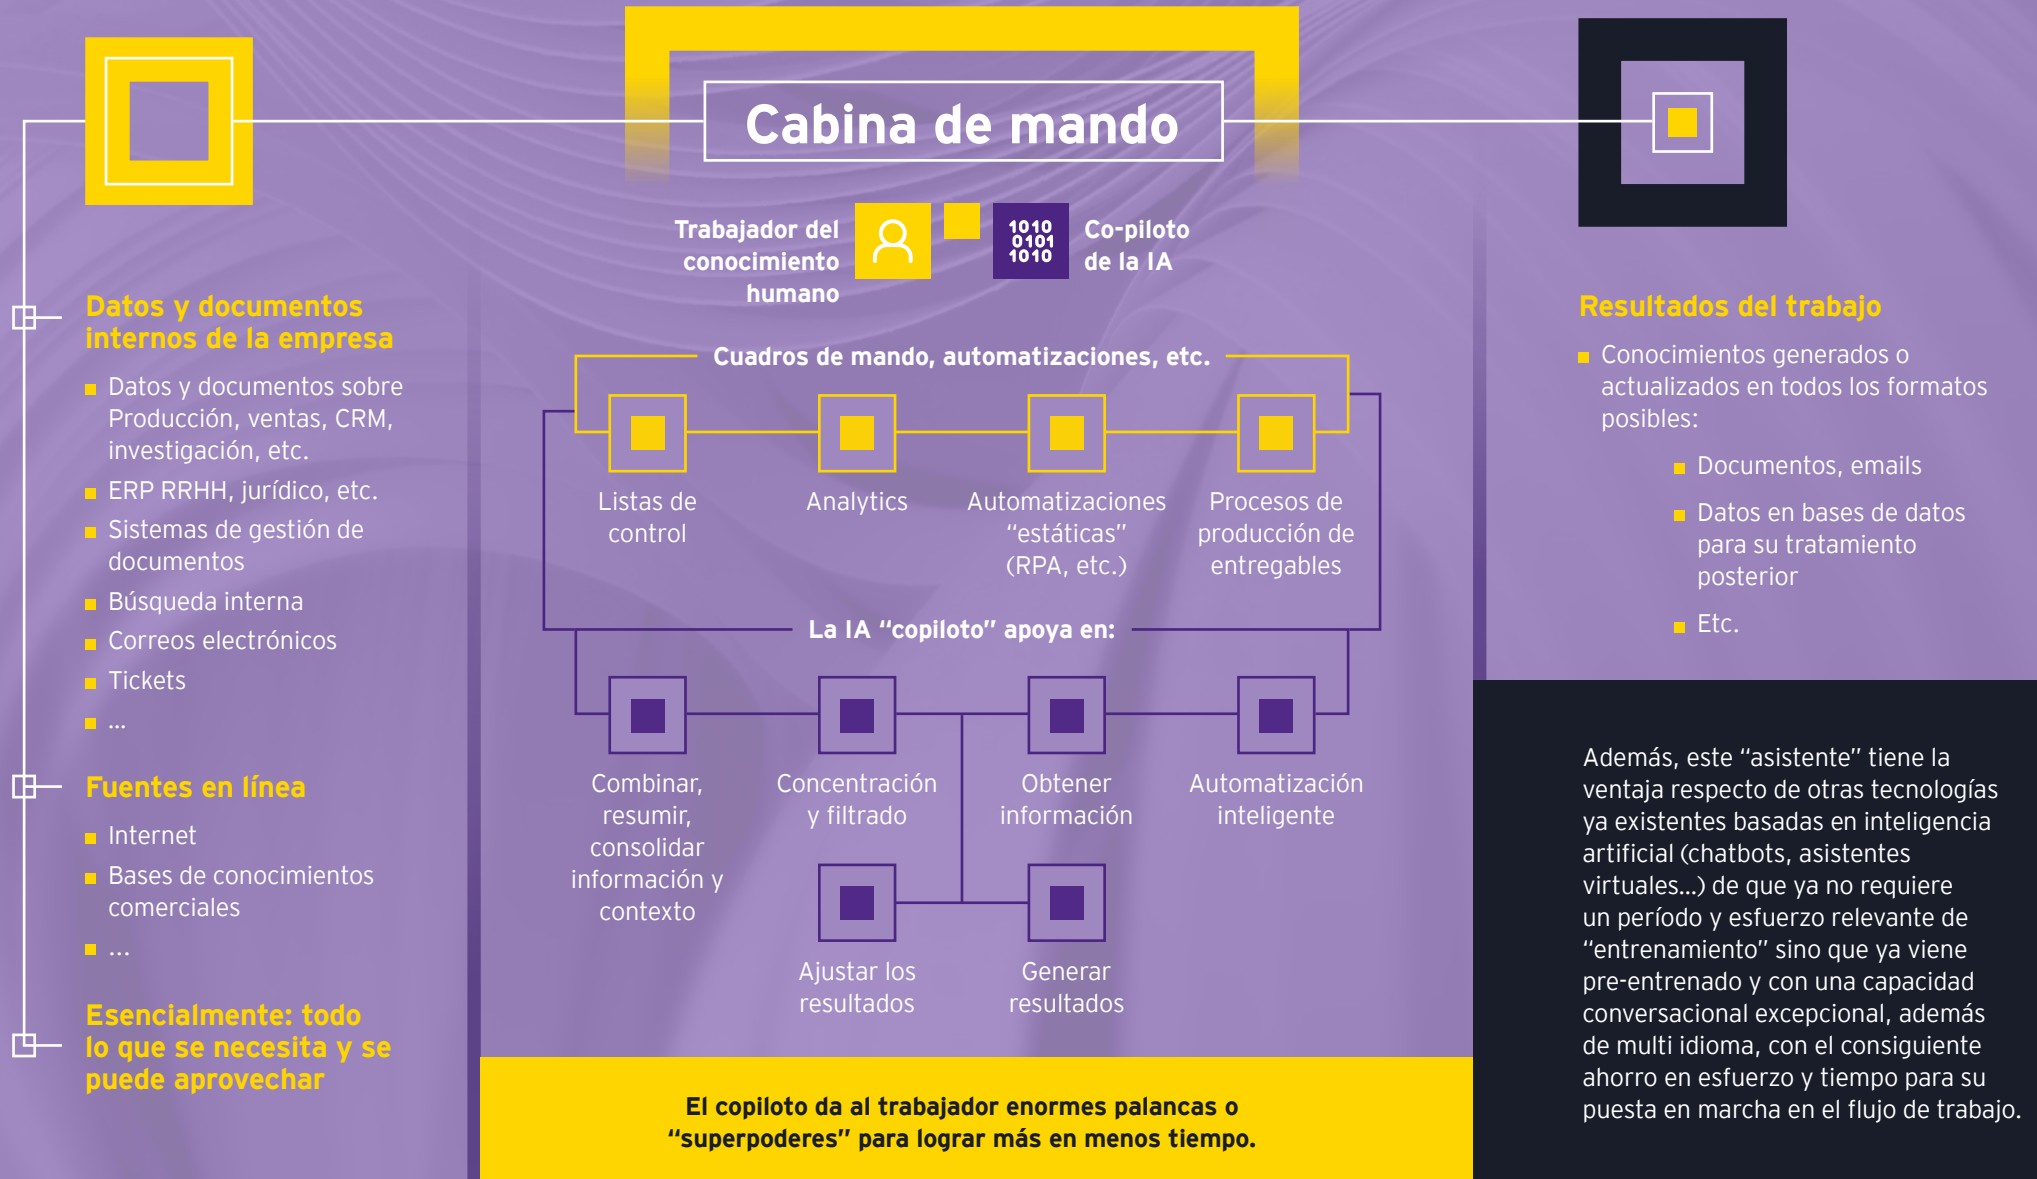 Cabina de mando
Trabajador del
conocimiento
humano
1010
0101
1010
Co-piloto
de la IA
Datos y documentos
internos de la empresa
Datos y documentos sobre
Producción, ventas, CRM,
investigación, etc.
ERP RRHH, jurídico, etc.
Sistemas de gestión de
documentos
Búsqueda interna
Correos electrónicos
Tickets
...
Fuentes en línea
Internet
Bases de conocimientos
comerciales
...
Esencialmente: todo
lo que se necesita y se
puede aprovechar
Cuadros de mando, automatizaciones, etc.
Listas de
control
Analytics
Automatizaciones
“estáticas”
(RPA, etc.)
Procesos de
producción de
entregables
La IA “copiloto” apoya en:
Combinar,
resumir,
consolidar
información y
contexto
Concentración
y filtrado
Obtener
información
Automatización
inteligente
Ajustar los
resultados
Generar
resultados
El copiloto da al trabajador enormes palancas o
“superpoderes” para lograr más en menos tiempo.
Resultados del trabajo
Conocimientos generados o
actualizados en todos los formatos
posibles:
Documentos, emails
Datos en bases de datos
para su tratamiento
posterior
Etc.
Además, este “asistente” tiene la
ventaja respecto de otras tecnologías
ya existentes basadas en inteligencia
artificial (chatbots, asistentes
virtuales...) de que ya no requiere
un período y esfuerzo relevante de
“entrenamiento” sino que ya viene
pre-entrenado y con una capacidad
conversacional excepcional, además
de multi idioma, con el consiguiente
ahorro en esfuerzo y tiempo para su
puesta en marcha en el flujo de trabajo.